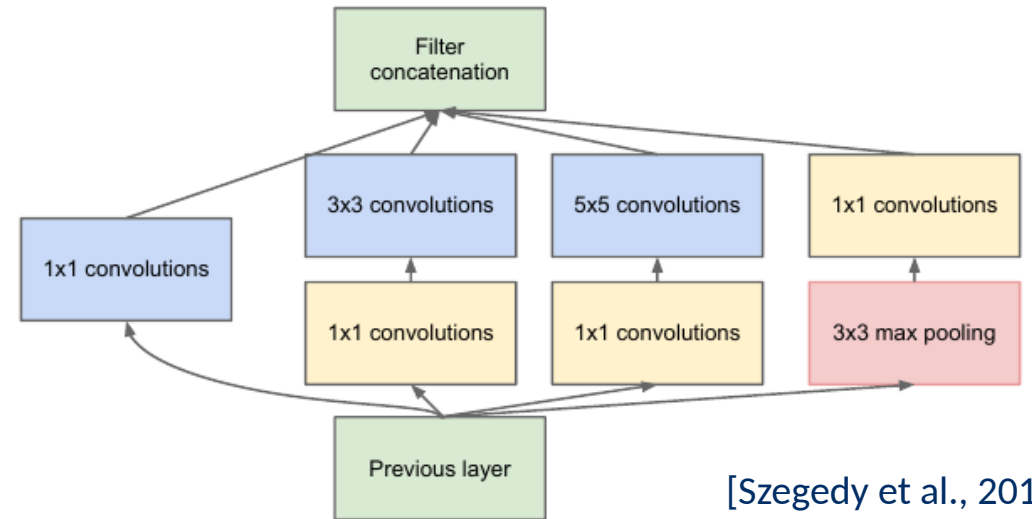 Filter
concatenation
3x3 convolutions
5x5 convolutions
1x1 convolutions
1x1 convolutions
1x1 convolutions
1x1 convolutions
3x3 max pooling
Previous layer
[Szegedy et al., 201